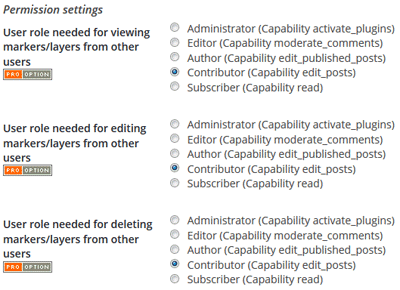 Permission settings
User role needed for viewing
markers/layers from other
users
PRO OPTION
Administrator (Capability activate_plugins)
Editor (Capability moderate_comments)
Author (Capability edit_published_posts)
Contributor (Capability edit_posts)
Subscriber (Capability read)
User role needed for editing
markers/layers from other
users
PRO OPTION
Administrator (Capability activate_plugins)
Editor (Capability moderate_comments)
Author (Capability edit_published_posts)
Contributor (Capability edit_posts)
Subscriber (Capability read)
User role needed for deleting
markers/layers from other
users
PRO OPTION
Administrator (Capability activate_plugins)
Editor (Capability moderate_comments)
Author (Capability edit_published_posts)
Contributor (Capability edit_posts)
Subscriber (Capability read)